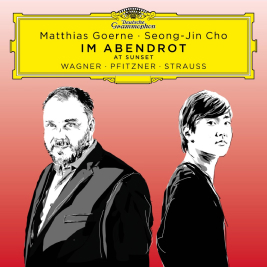 Deutsche
Grammophon
Matthias Goerne · Seong-Jin Cho
IM ABENDROT
AT SUNSET
WAGNER · PFITZNER · STRAUSS